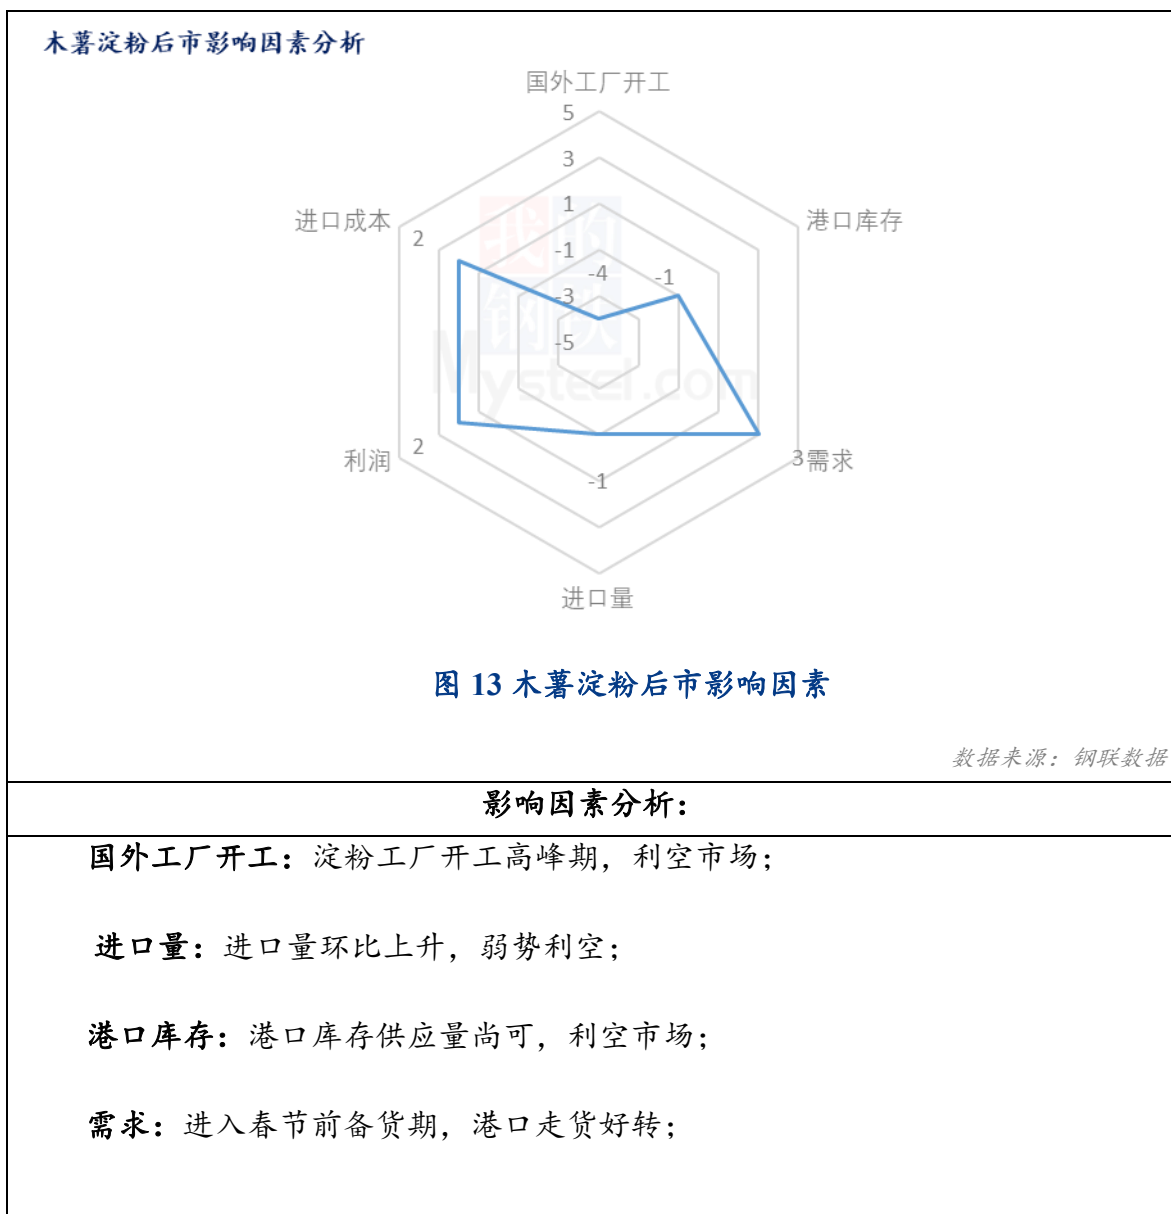 木薯淀粉后市影响因素分析
国外工厂开工
5
3
1
-1
-3
-5
-4
港口库存
-1
3
需求
进口量
-1
利润
2
进口成本
2
我的
钢铁
Mysteel.com
图 13 木薯淀粉后市影响因素
数据来源：钢联数据
影响因素分析：
国外工厂开工：淀粉工厂开工高峰期，利空市场；
进口量：进口量环比上升，弱势利空；
港口库存：港口库存供应量尚可，利空市场；
需求：进入春节前备货期，港口走货好转；